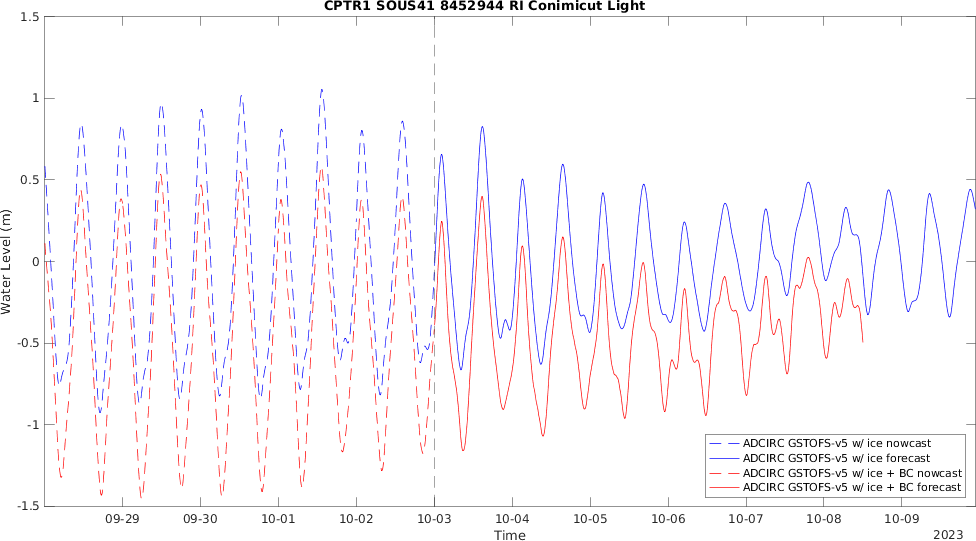 CPTR1 SOUS41 8452944 RI Conimicut Light
1.5
1
0.5
0
-0.5
-1
-1.5
Water Level (m)
09-29 09-30 10-01 10-02 10-03 10-04 10-05 10-06 10-07 10-08 10-09
Time
2023
ADCIRC GSTOFS-v5 w/ ice nowcast
ADCIRC GSTOFS-v5 w/ ice forecast
ADCIRC GSTOFS-v5 w/ ice + BC nowcast
ADCIRC GSTOFS-v5 w/ ice + BC forecast